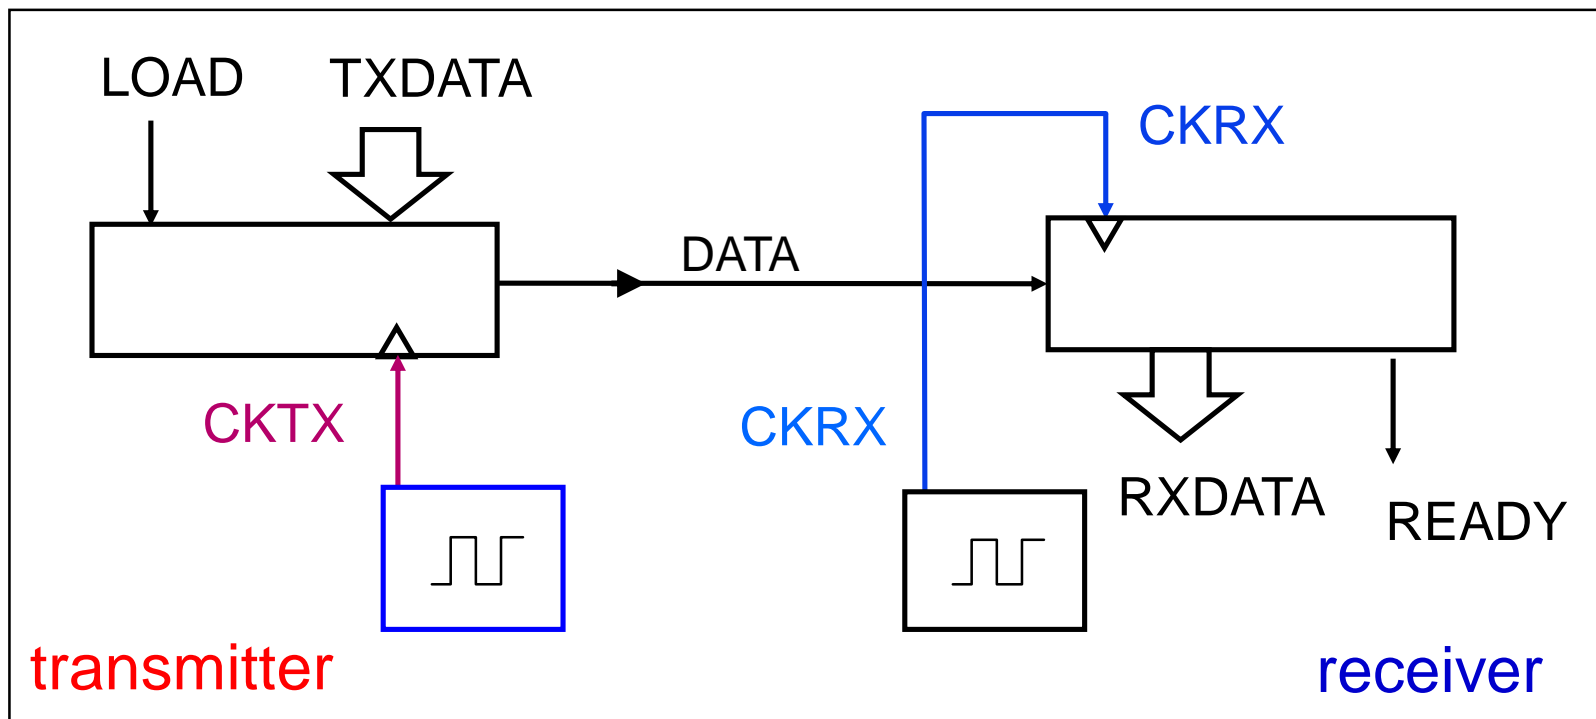 LOAD
TXDATA
CKRX
DATA
CKTX
CKRX
RXDATA
READY
transmitter
receiver